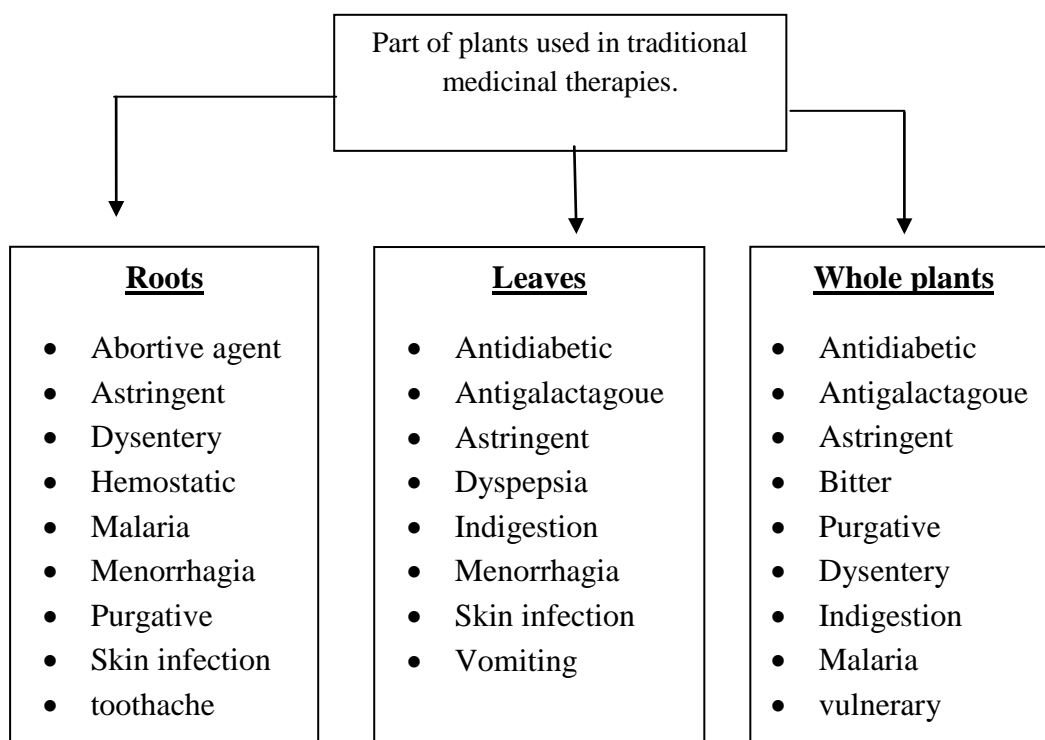 Part of plants used in traditional
medicinal therapies.
Roots
• Abortive agent
• Astringent
• Dysentery
• Hemostatic
• Malaria
• Menorrhagia
• Purgative
• Skin infection
• toothache
Leaves
• Antidiabetic
• Antigalactagoue
• Astringent
• Dyspepsia
• Indigestion
• Menorrhagia
• Skin infection
• Vomiting
Whole plants
• Antidiabetic
• Antigalactagoue
• Astringent
• Bitter
• Purgative
• Dysentery
• Indigestion
• Malaria
• vulnerary